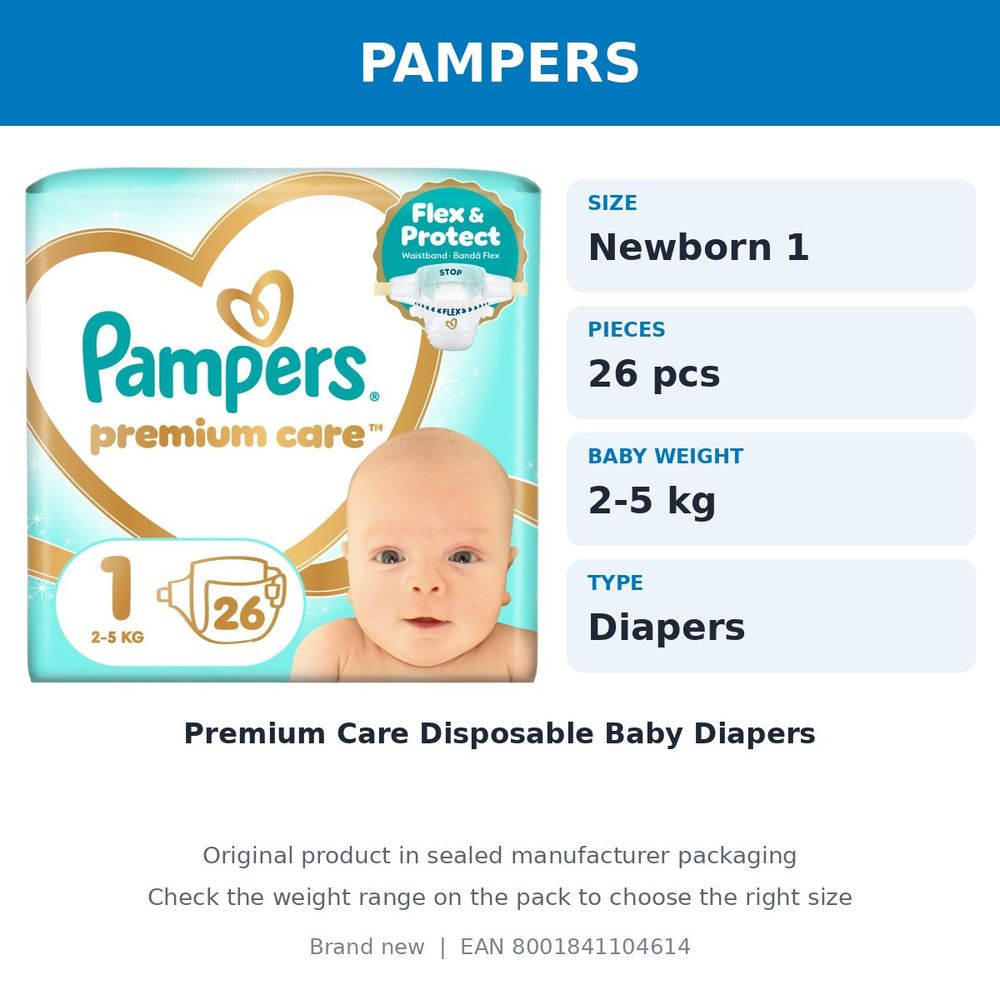 PAMPERS
Flex &
Protect
Waistband · Bandă Flex
STOP
FLEX
Pampers®
premium care™
1
2-5 KG
26
SIZE
Newborn 1
PIECES
26 pcs
BABY WEIGHT
2-5 kg
TYPE
Diapers
Premium Care Disposable Baby Diapers
Original product in sealed manufacturer packaging
Check the weight range on the pack to choose the right size
Brand new | EAN 8001841104614